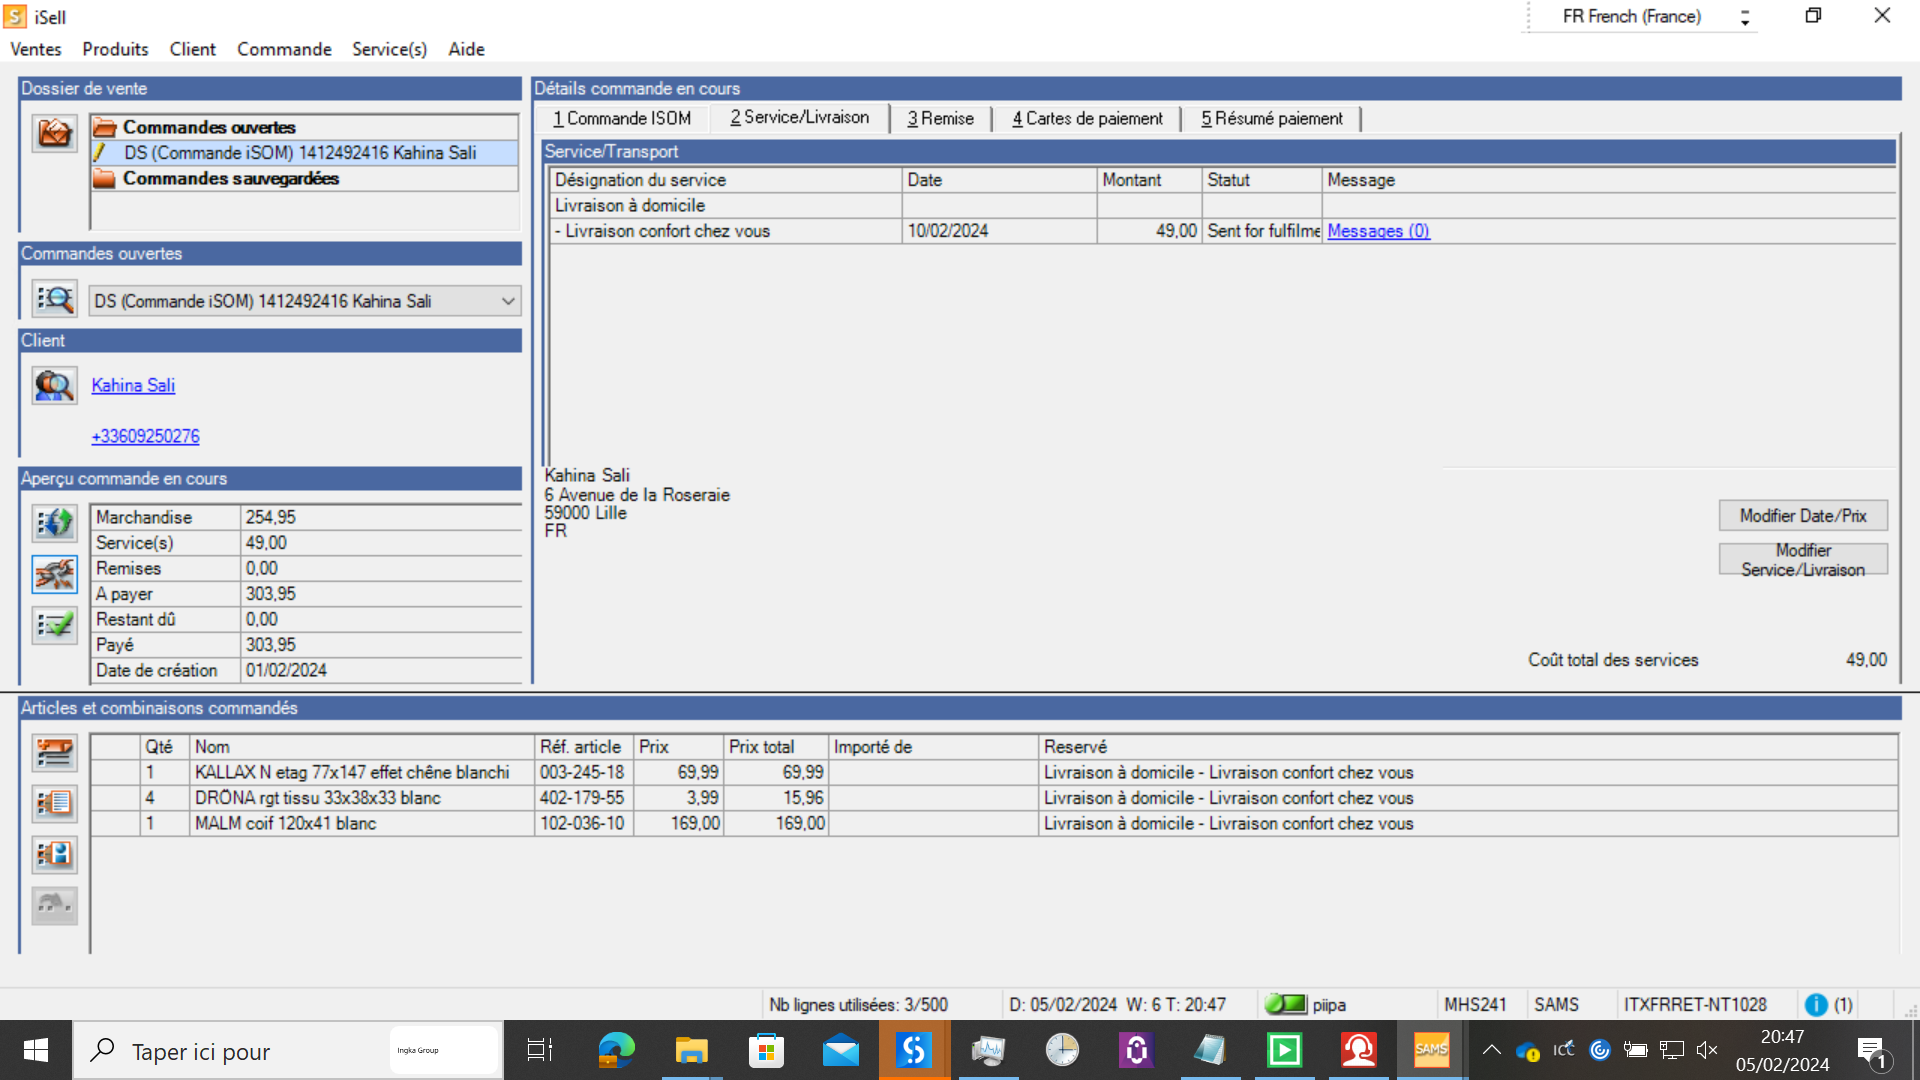 iSell
FR French (France)
Ventes Produits Client Commande Service(s) Aide
Dossier de vente
Commandes ouvertes
DS (Commande iSOM) 1412492416 Kahina Sali
Commandes sauvegardées
Commandes ouvertes
DS (Commande iSOM) 1412492416 Kahina Sali
Client
Kahina Sali
+33609250276
Aperçu commande en cours
Marchandise 254,95
Service(s) 49,00
Remises 0,00
A payer 303,95
Restant dû 0,00
Payé 303,95
Date de création 01/02/2024
Détails commande en cours
1 Commande ISOM 2 Service/Livraison 3 Remise 4 Cartes de paiement 5 Résumé paiement
Service/Transport
Désignation du service Date Montant Statut Message
Livraison à domicile
- Livraison confort chez vous 10/02/2024 49,00 Sent for fulfilme Messages (0)
Kahina Sali
6 Avenue de la Roseraie
59000 Lille
FR
Modifier Date/Prix
Modifier
Service/Livraison
Coût total des services 49,00
Articles et combinaisons commandés
Qté Nom Réf. article Prix Prix total Importé de Reservé
1 KALLAX N etag 77x147 effet chêne blanchi 003-245-18 69,99 69,99 Livraison à domicile - Livraison confort chez vous
4 DRÖNA rgt tissu 33x38x33 blanc 402-179-55 3,99 15,96 Livraison à domicile - Livraison confort chez vous
1 MALM coif 120x41 blanc 102-036-10 169,00 169,00 Livraison à domicile - Livraison confort chez vous
Nb lignes utilisées: 3/500 D: 05/02/2024 W: 6 T: 20:47 piipa MHS241 SAMS ITXFRRET-NT1028 (1)
Taper ici pour Ingka Group SAMS 20:47
05/02/2024 1